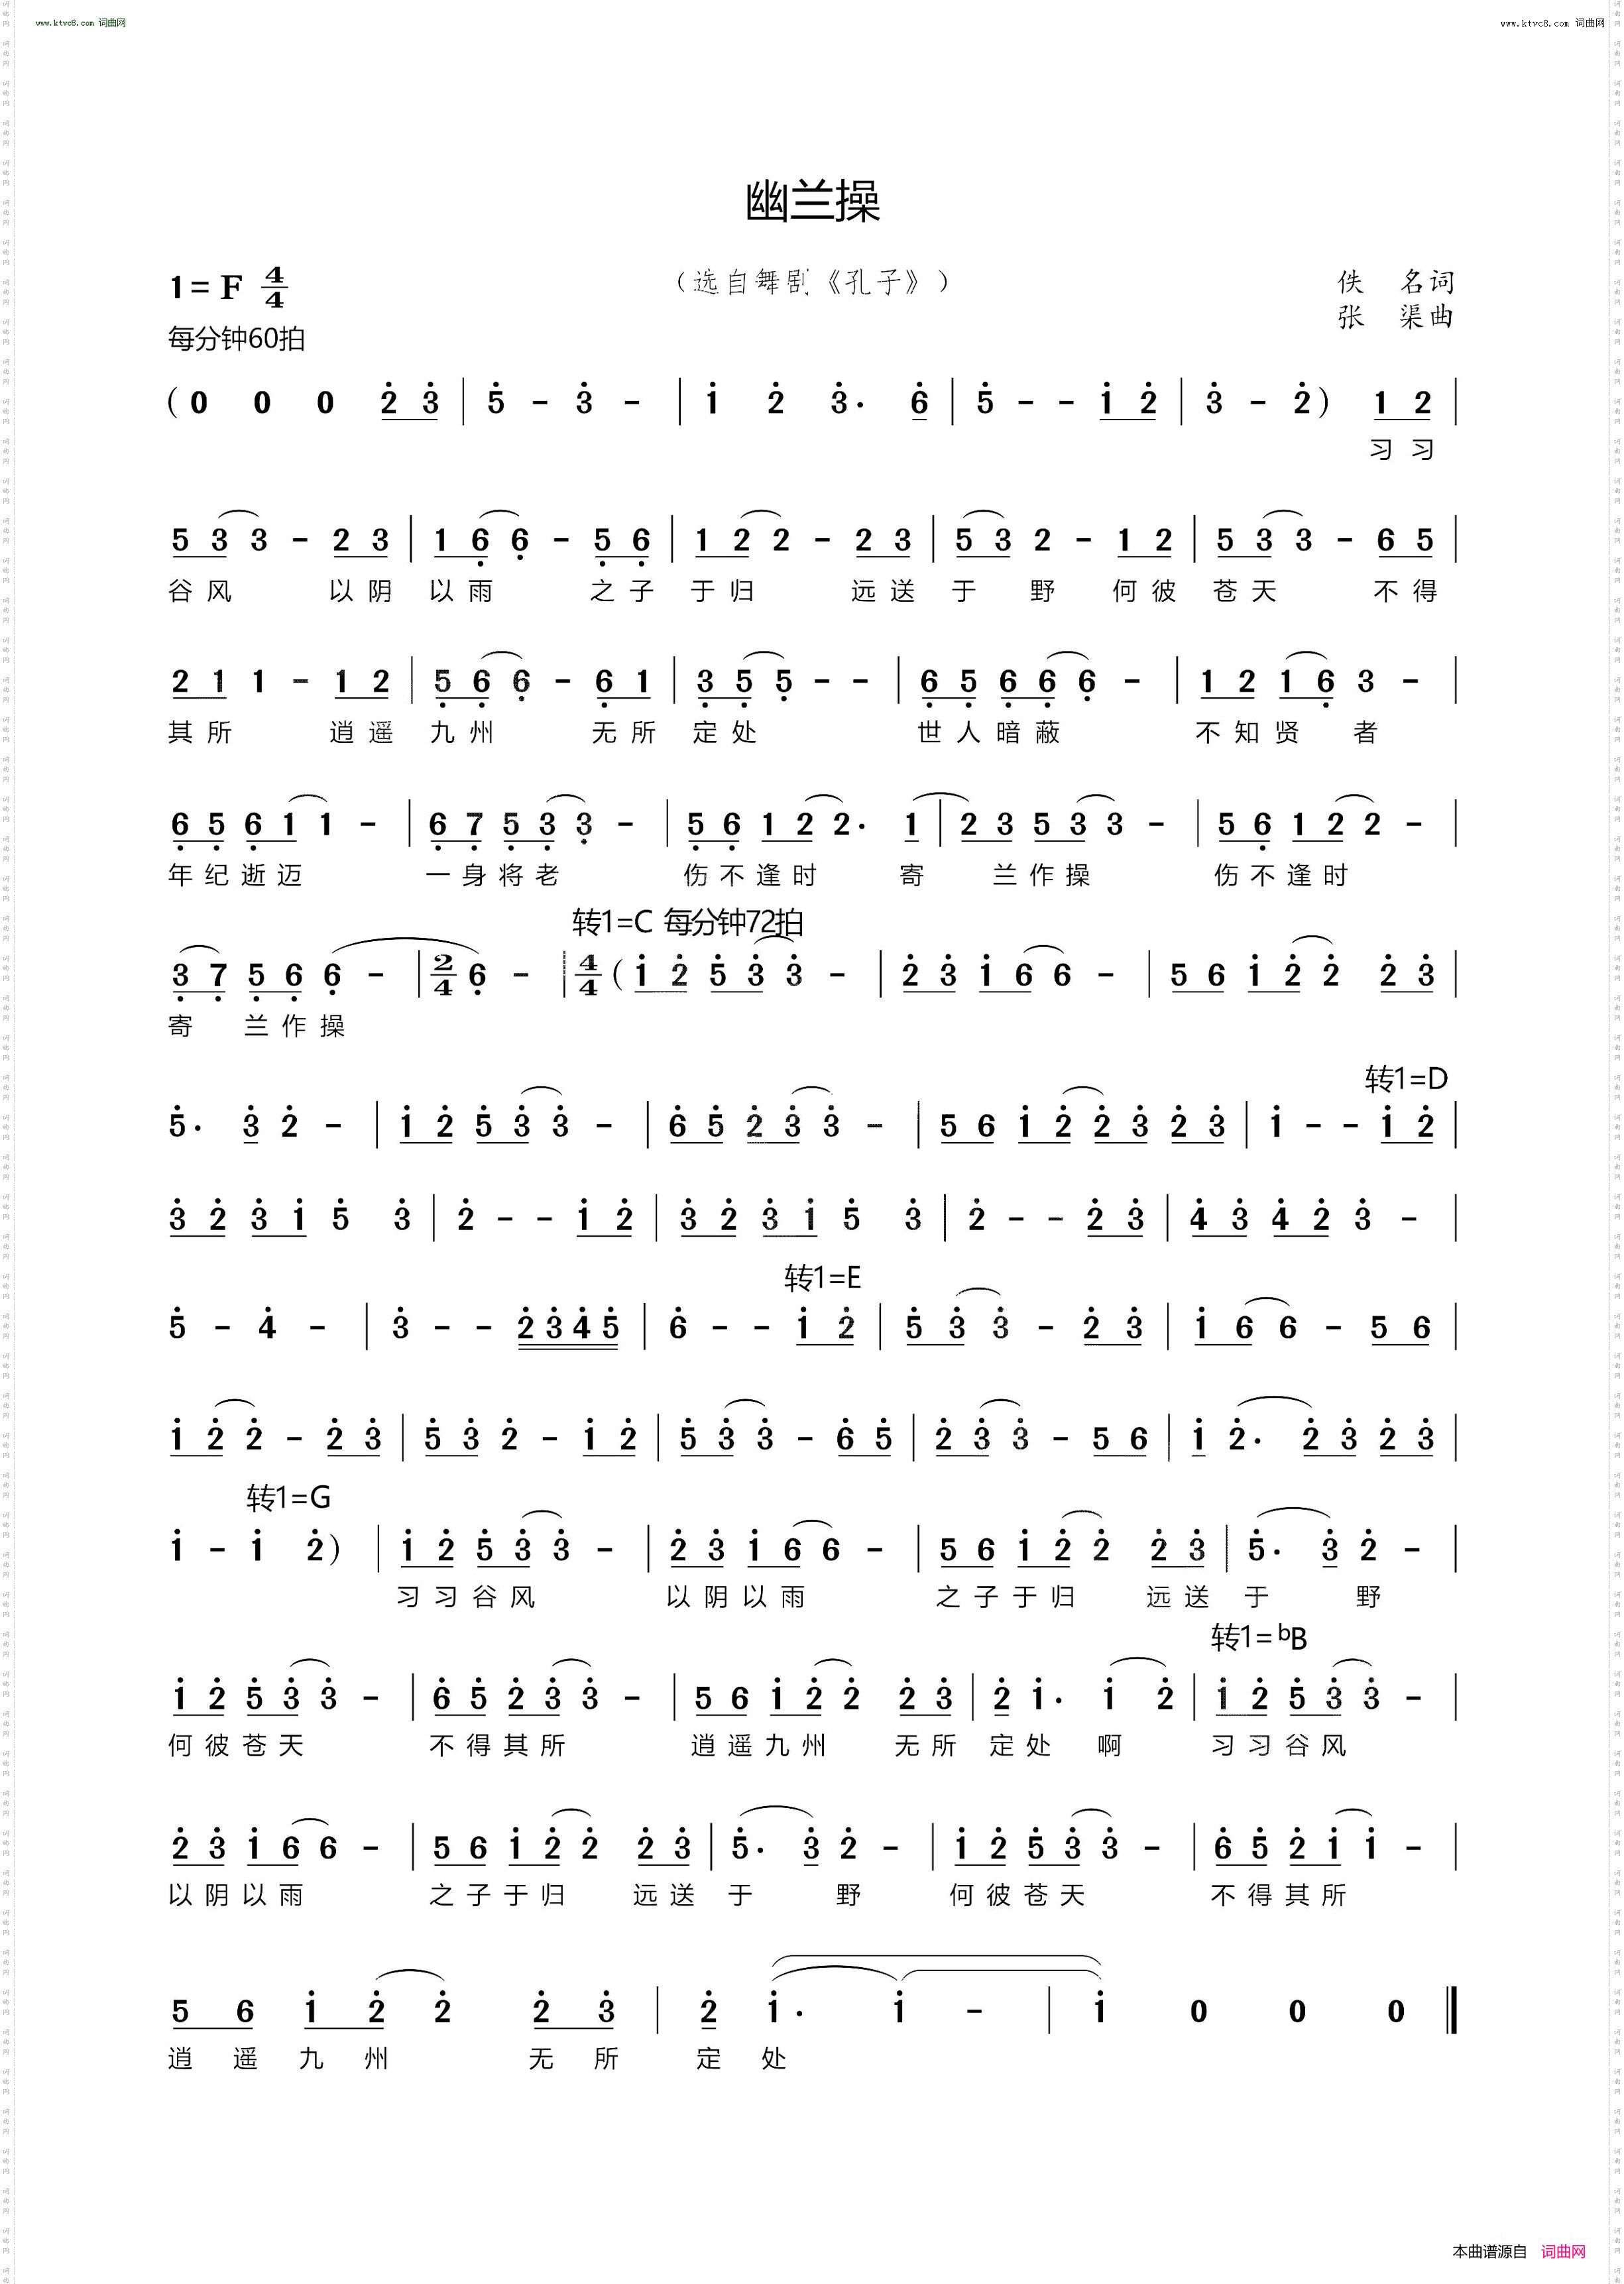 www.ktvc8.com 词曲网
www.ktvc8.com 词曲网
幽兰操
1=F 4/4
（选自舞剧《孔子》）
佚 名词
张 渠曲
每分钟60拍
(0 0 0 2̇ 3̇ | 5̇ - 3̇ - | 1̇ 2̇ 3̇. 6̇ | 5̇ - - 1̇ 2̇ | 3̇ - 2̇) 1 2 |
习习
5 3 3 - 2 3 | 1 6̣ 6̣ - 5̣ 6̣ | 1 2 2 - 2 3 | 5 3 2 - 1 2 | 5 3 3 - 6 5 |
谷风 以阴 以雨 之子 于归 远送 于 野 何彼 苍天 不得
2 1 1 - 1 2 | 5̣ 6̣ 6̣ - 6̣ 1 | 3̣ 5̣ 5̣ - - | 6̣ 5̣ 6̣ 6̣ 6̣ - | 1 2 1 6̣ 3 - |
其所 逍遥 九州 无所 定处 世人暗蔽 不知贤 者
6̣ 5̣ 6̣ 1 1 - | 6̣ 7̣ 5̣ 3̣ 3̣ - | 5̣ 6̣ 1 2 2. 1 | 2 3 5 3 3 - | 5 6̣ 1 2 2 - |
年纪逝迈 一身将老 伤不逢时 寄 兰作操 伤不逢时
转1=C 每分钟72拍
3̣ 7̣ 5̣ 6̣ 6̣ - | 2/4 6̣ - | 4/4 (1̇ 2̇ 5̇ 3̇ 3̇ - | 2̇ 3̇ 1̇ 6 6 - | 5 6 1̇ 2̇ 2̇ 2̇ 3̇ |
寄 兰作操
转1=D
5̇. 3̇ 2̇ - | 1̇ 2̇ 5̇ 3̇ 3̇ - | 6̇ 5̇ 2̇ 3̇ 3̇ - | 5 6 1̇ 2̇ 2̇ 3̇ 2̇ 3̇ | 1̇ - - 1̇ 2̇ |
3̇ 2̇ 3̇ 1̇ 5̇ 3̇ | 2̇ - - 1̇ 2̇ | 3̇ 2̇ 3̇ 1̇ 5̇ 3̇ | 2̇ - - 2̇ 3̇ | 4̇ 3̇ 4̇ 2̇ 3̇ - |
转1=E
5̇ - 4̇ - | 3̇ - - 2̇ 3̇ 4̇ 5̇ | 6̇ - - 1̇ 2̇ | 5̇ 3̇ 3̇ - 2̇ 3̇ | 1̇ 6 6 - 5 6 |
1̇ 2̇ 2̇ - 2̇ 3̇ | 5̇ 3̇ 2̇ - 1̇ 2̇ | 5̇ 3̇ 3̇ - 6̇ 5̇ | 2̇ 3̇ 3̇ - 5 6 | 1̇ 2̇. 2̇ 3̇ 2̇ 3̇ |
转1=G
1̇ - 1̇ 2̇) | 1̇ 2̇ 5̇ 3̇ 3̇ - | 2̇ 3̇ 1̇ 6 6 - | 5 6 1̇ 2̇ 2̇ 2̇ 3̇ | 5̇. 3̇ 2̇ - |
习习谷风 以阴以雨 之子于归 远送 于 野
转1=ᵇB
1̇ 2̇ 5̇ 3̇ 3̇ - | 6̇ 5̇ 2̇ 3̇ 3̇ - | 5 6 1̇ 2̇ 2̇ 2̇ 3̇ | 2̇ 1̇. 1̇ 2̇ | 1̇ 2̇ 5̇ 3̇ 3̇ - |
何彼苍天 不得其所 逍遥九州 无所 定处 啊 习习谷风
2̇ 3̇ 1̇ 6 6 - | 5 6 1̇ 2̇ 2̇ 2̇ 3̇ | 5̇. 3̇ 2̇ - | 1̇ 2̇ 5̇ 3̇ 3̇ - | 6̇ 5̇ 2̇ 1̇ 1̇ - |
以阴以雨 之子于归 远送 于 野 何彼苍天 不得其所
5 6 1̇ 2̇ 2̇ 2̇ 3̇ | 2̇ 1̇. 1̇ - | 1̇ 0 0 0 ‖
逍遥九州 无所 定处
本曲谱源自 词曲网